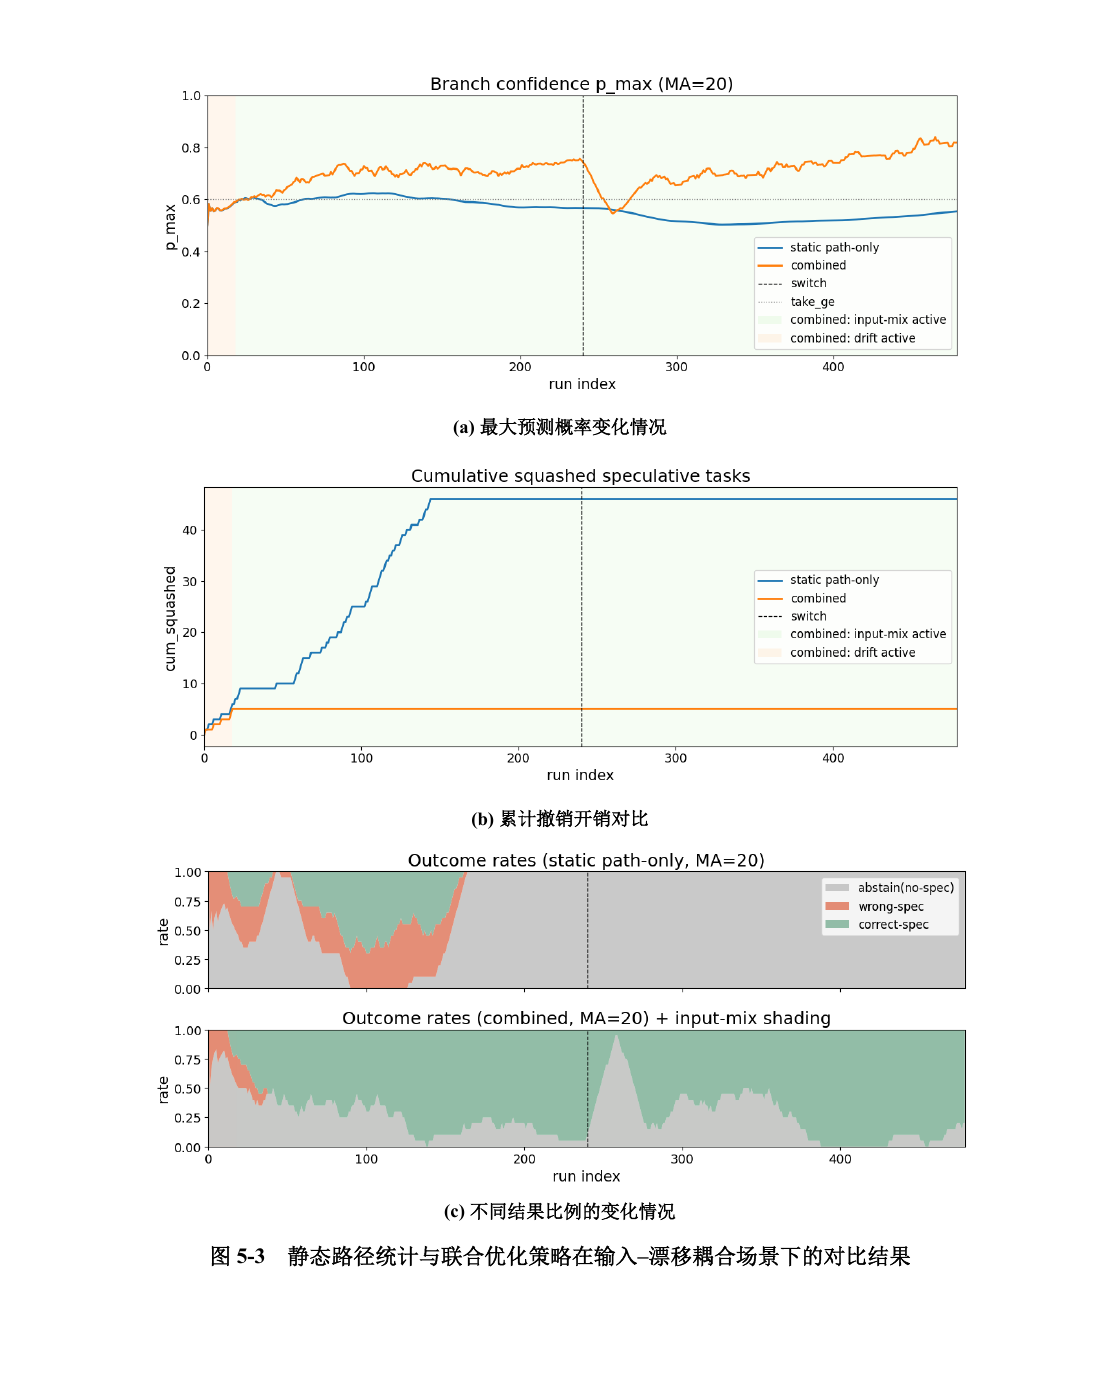 Branch confidence p_max (MA=20)
1.0
0.8
0.6
0.4
0.2
0.0
p_max
static path-only
combined
switch
take_ge
combined: input-mix active
combined: drift active
0 100 200 300 400
run index
(a) 最大预测概率变化情况
Cumulative squashed speculative tasks
40
30
20
10
0
cum_squashed
static path-only
combined
switch
combined: input-mix active
combined: drift active
0 100 200 300 400
run index
(b) 累计撤销开销对比
Outcome rates (static path-only, MA=20)
1.00
0.75
0.50
0.25
0.00
rate
abstain(no-spec)
wrong-spec
correct-spec
Outcome rates (combined, MA=20) + input-mix shading
1.00
0.75
0.50
0.25
0.00
rate
0 100 200 300 400
run index
(c) 不同结果比例的变化情况
图 5-3 静态路径统计与联合优化策略在输入–漂移耦合场景下的对比结果